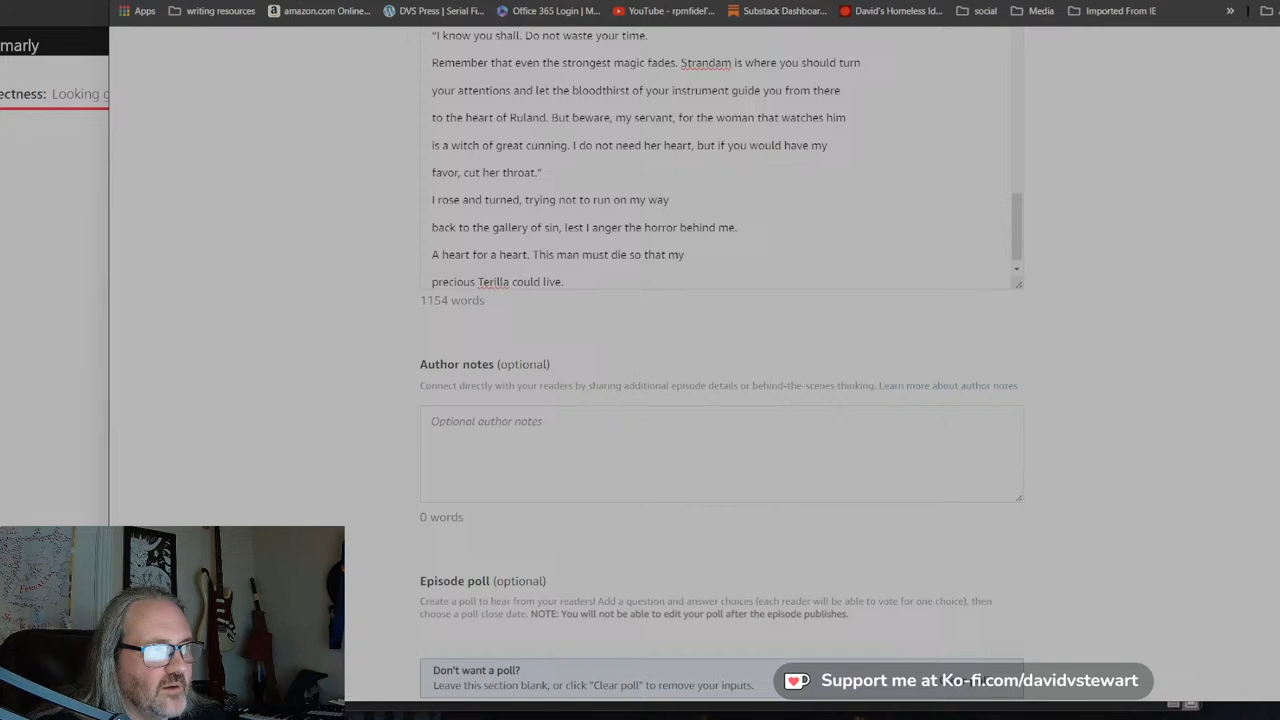 Apps
writing resources
amazon.com Online...
DVS Press | Serial Fi...
Office 365 Login | M...
YouTube - rpmfidel'...
Substack Dashboar...
David's Homeless Id...
social
Media
Imported From IE
marly
ectness: Looking g
"I know you shall. Do not waste your time.
Remember that even the strongest magic fades. Strandam is where you should turn
your attentions and let the bloodthirst of your instrument guide you from there
to the heart of Ruland. But beware, my servant, for the woman that watches him
is a witch of great cunning. I do not need her heart, but if you would have my
favor, cut her throat."
I rose and turned, trying not to run on my way
back to the gallery of sin, lest I anger the horror behind me.
A heart for a heart. This man must die so that my
precious Terilla could live.
1154 words
Author notes (optional)
Connect directly with your readers by sharing additional episode details or behind-the-scenes thinking. Learn more about author notes
Optional author notes
0 words
Episode poll (optional)
Create a poll to hear from your readers! Add a question and answer choices (each reader will be able to vote for one choice), then
choose a poll close date. NOTE: You will not be able to edit your poll after the episode publishes.
Don't want a poll?
Leave this section blank, or click "Clear poll" to remove your inputs.
Support me at Ko-fi.com/davidvstewart